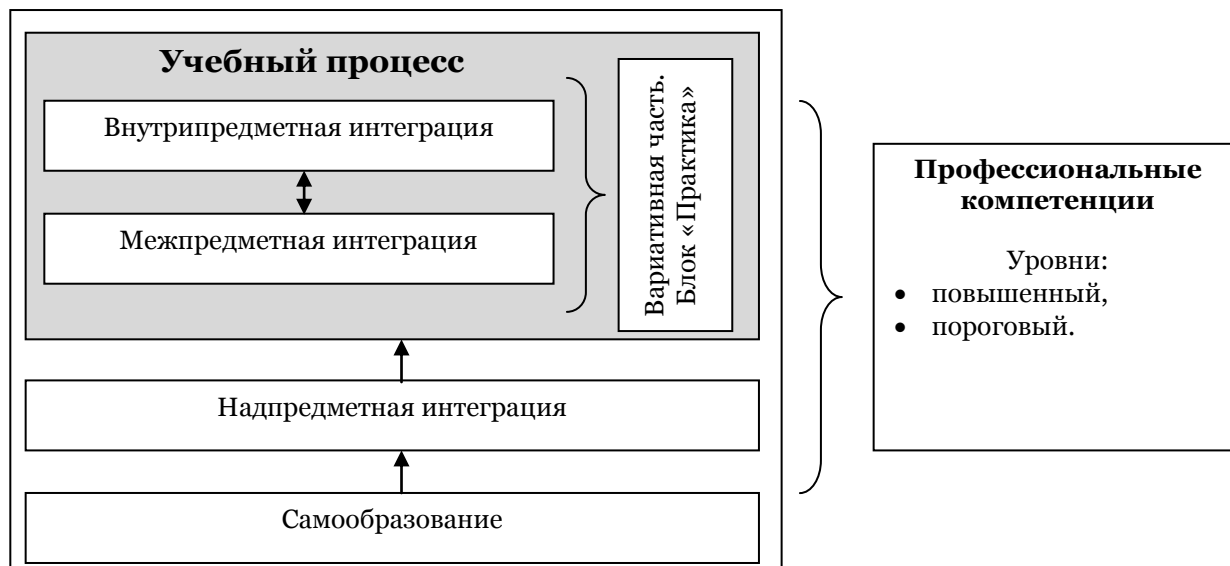 Учебный процесс
Внутрипредметная интеграция
Межпредметная интеграция
Вариативная часть.
Блок «Практика»
Надпредметная интеграция
Самообразование
Профессиональные
компетенции
Уровни:
• повышенный,
• пороговый.